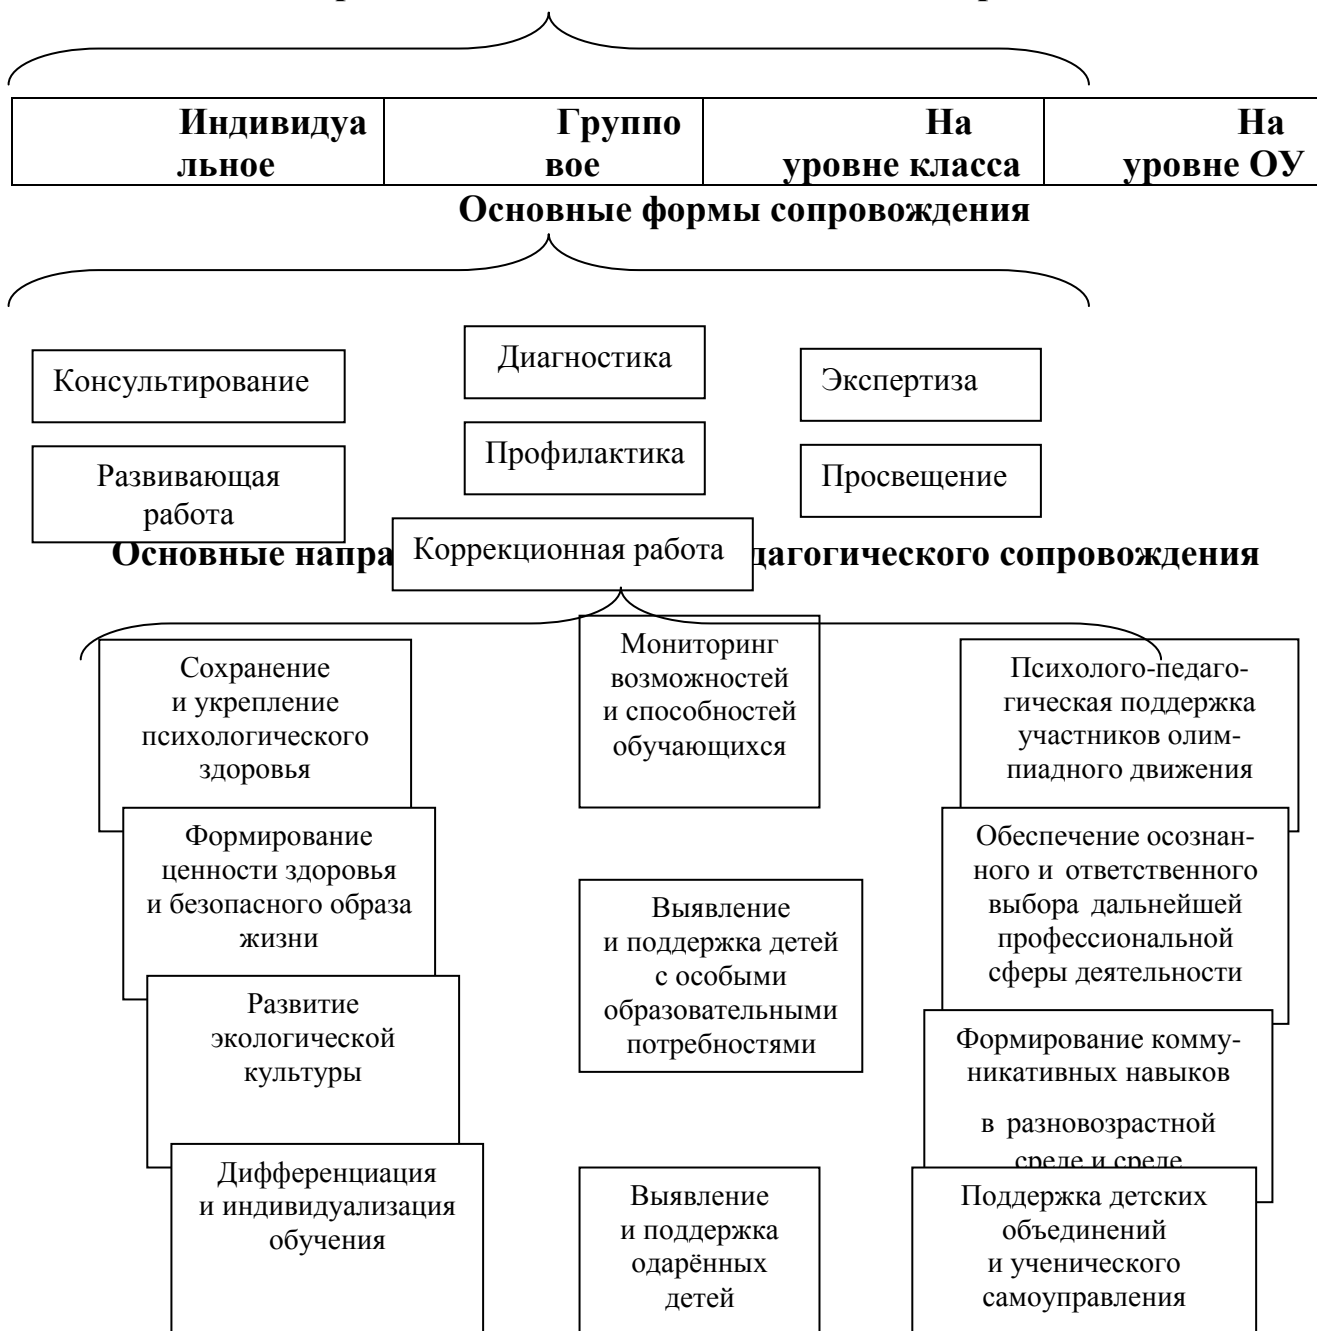 Индивидуа
льное
Группо
вое
На
уровне класса
На
уровне ОУ
Основные формы сопровождения
Консультирование
Диагностика
Экспертиза
Развивающая
работа
Профилактика
Просвещение
Коррекционная работа
Основные напра дагогического сопровождения
Сохранение
и укрепление
психологического
здоровья
Мониторинг
возможностей
и способностей
обучающихся
Психолого-педаго-
гическая поддержка
участников олим-
пиадного движения
Формирование
ценности здоровья
и безопасного образа
жизни
Выявление
и поддержка детей
с особыми
образовательными
потребностями
Обеспечение осознан-
ного и ответственного
выбора дальнейшей
профессиональной
сферы деятельности
Развитие
экологической
культуры
Формирование комму-
никативных навыков
в разновозрастной
среде и среде
Дифференциация
и индивидуализация
обучения
Выявление
и поддержка
одарённых
детей
Поддержка детских
объединений
и ученического
самоуправления